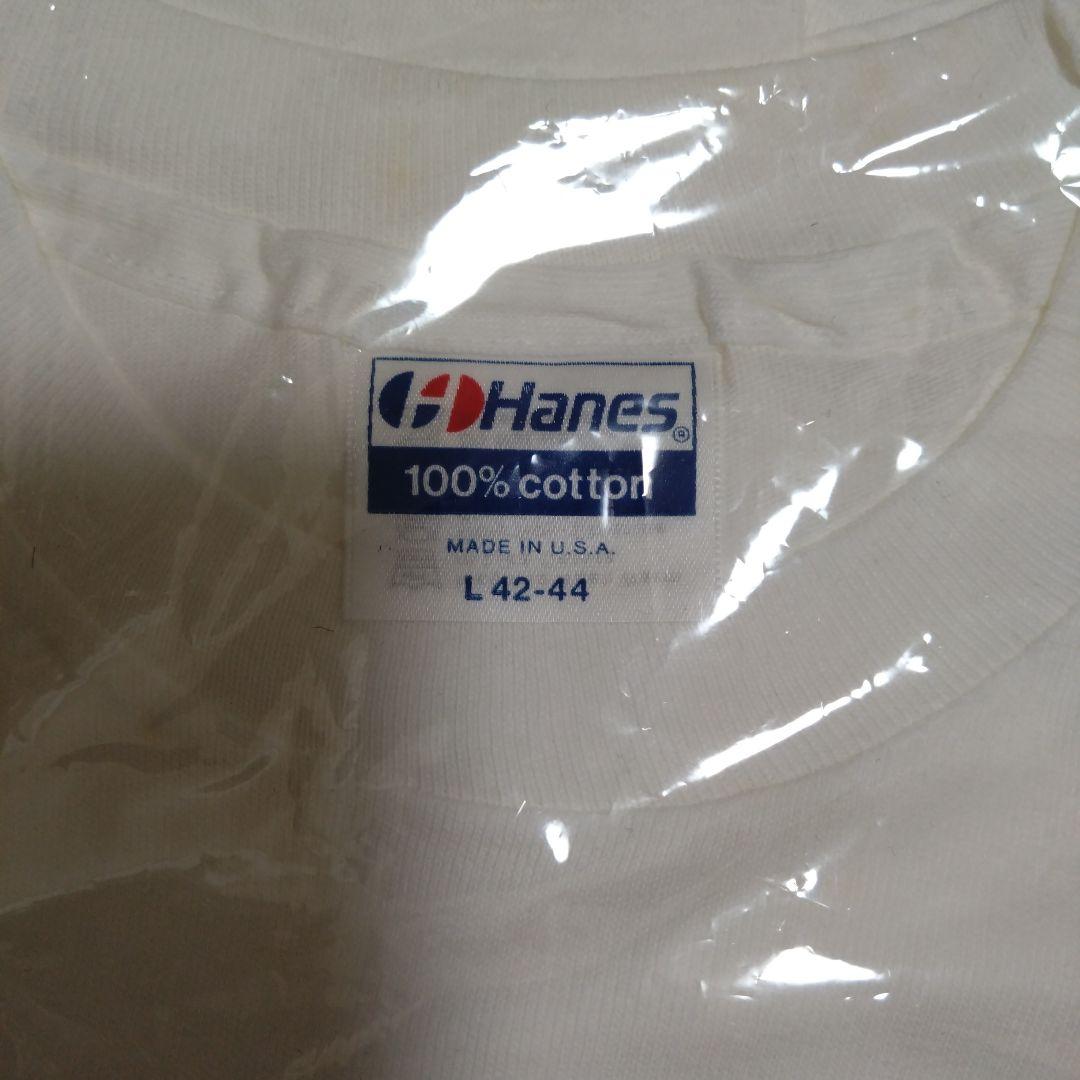 Hanes®
100% cotton
MADE IN U.S.A.
L 42-44